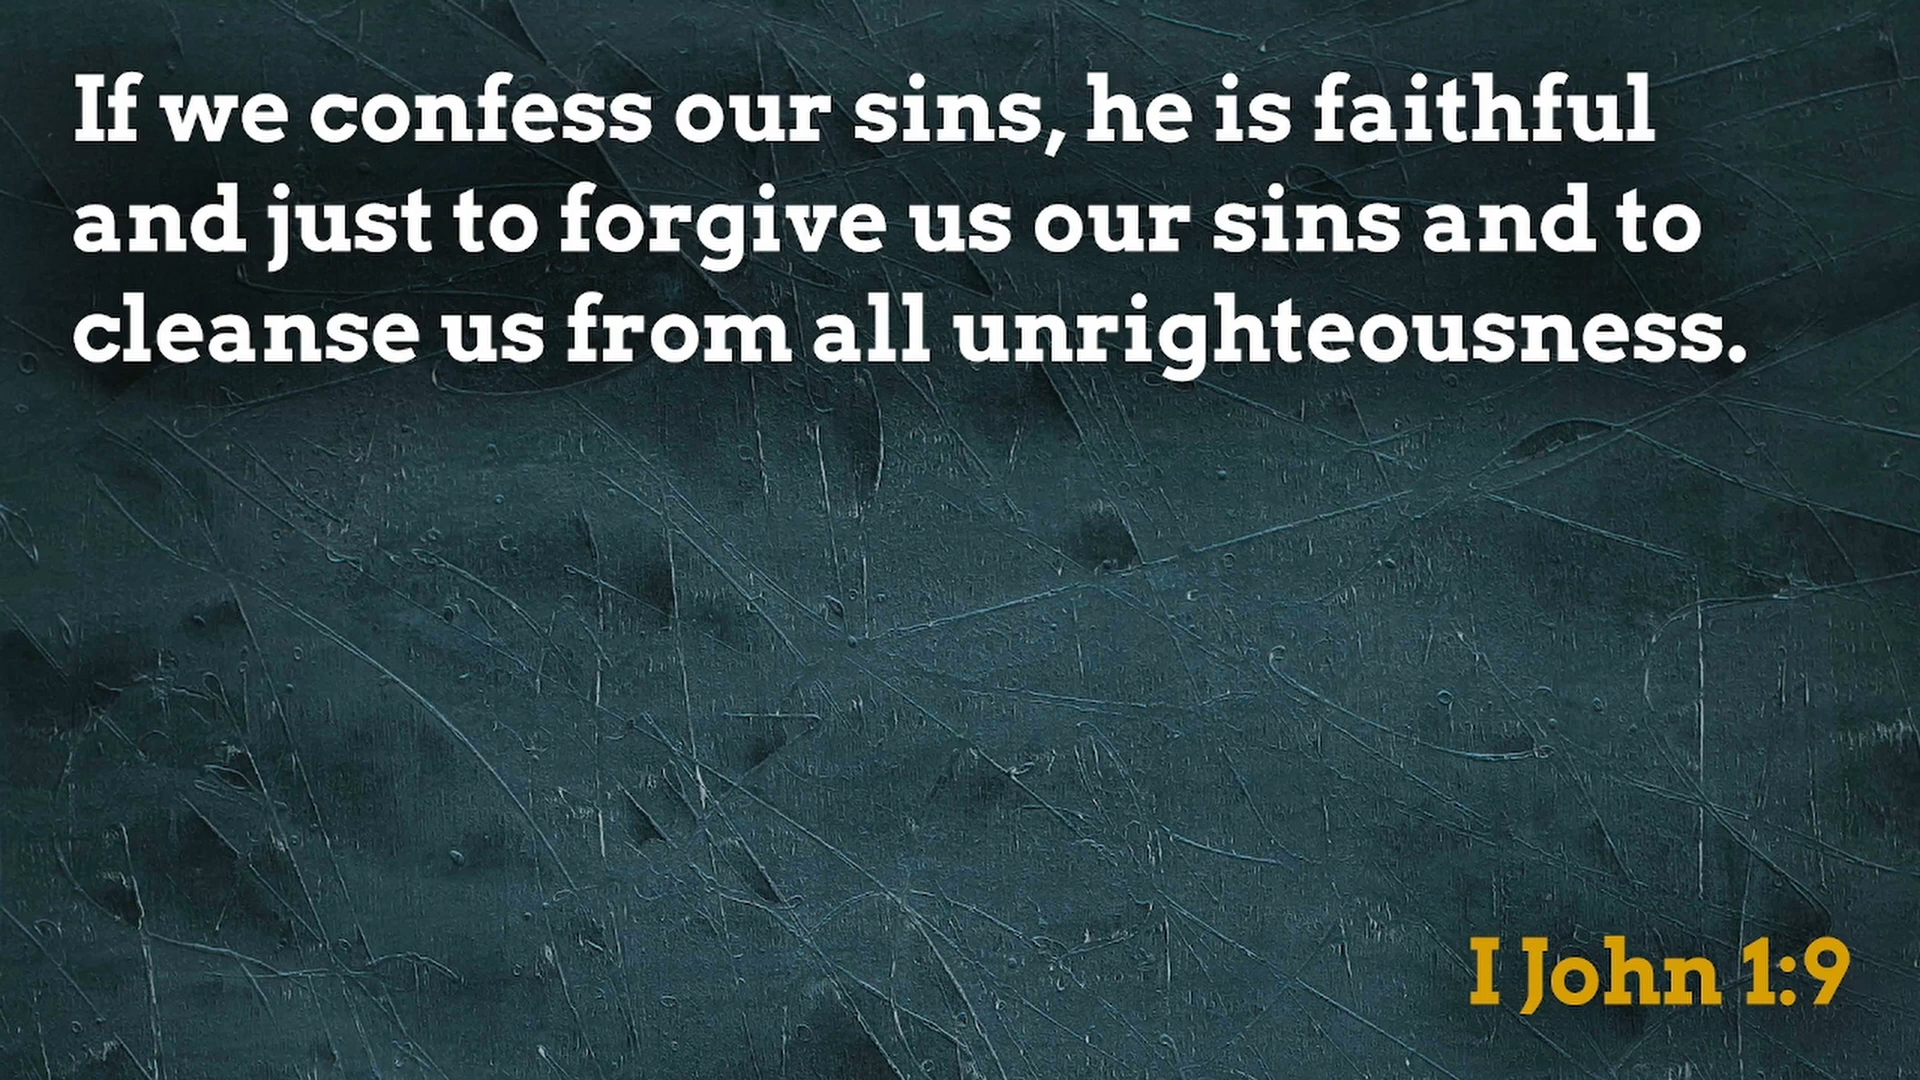 If we confess our sins, he is faithful
and just to forgive us our sins and to
cleanse us from all unrighteousness.
I John 1:9